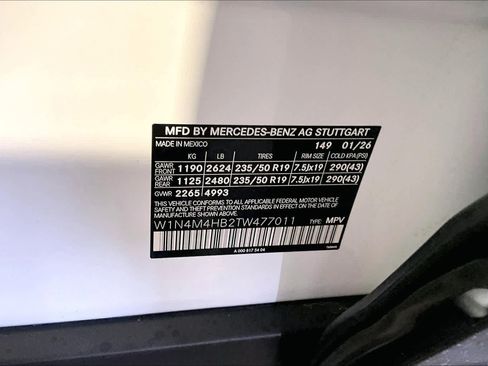 MFD BY MERCEDES-BENZ AG STUTTGART
MADE IN MEXICO 149 01/26
KG LB TIRES RIM SIZE COLD KPA(PSI)
GAWR FRONT 1190 2624 235/50 R19 7.5Jx19 290(43)
GAWR REAR 1125 2480 235/50 R19 7.5Jx19 290(43)
GVWR 2265 4993
THIS VEHICLE CONFORMS TO ALL APPLICABLE FEDERAL MOTOR
VEHICLE SAFETY, BUMPER AND THEFT PREVENTION STANDARDS
IN EFFECT ON THE DATE OF MANUFACTURE SHOWN ABOVE.
W1N4M4HB2TW477011 TYPE: MPV
A 000 817 54 04